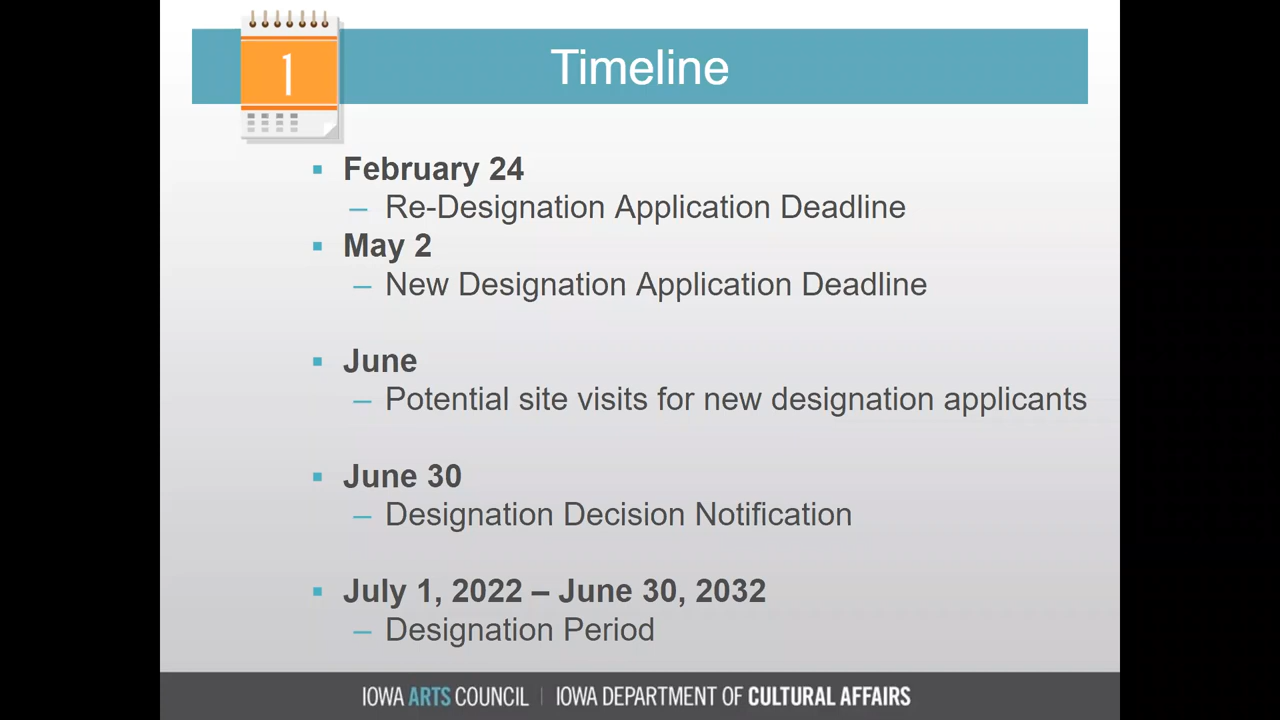 1
Timeline
▪ February 24
– Re-Designation Application Deadline
▪ May 2
– New Designation Application Deadline
▪ June
– Potential site visits for new designation applicants
▪ June 30
– Designation Decision Notification
▪ July 1, 2022 – June 30, 2032
– Designation Period
IOWA ARTS COUNCIL | IOWA DEPARTMENT OF CULTURAL AFFAIRS